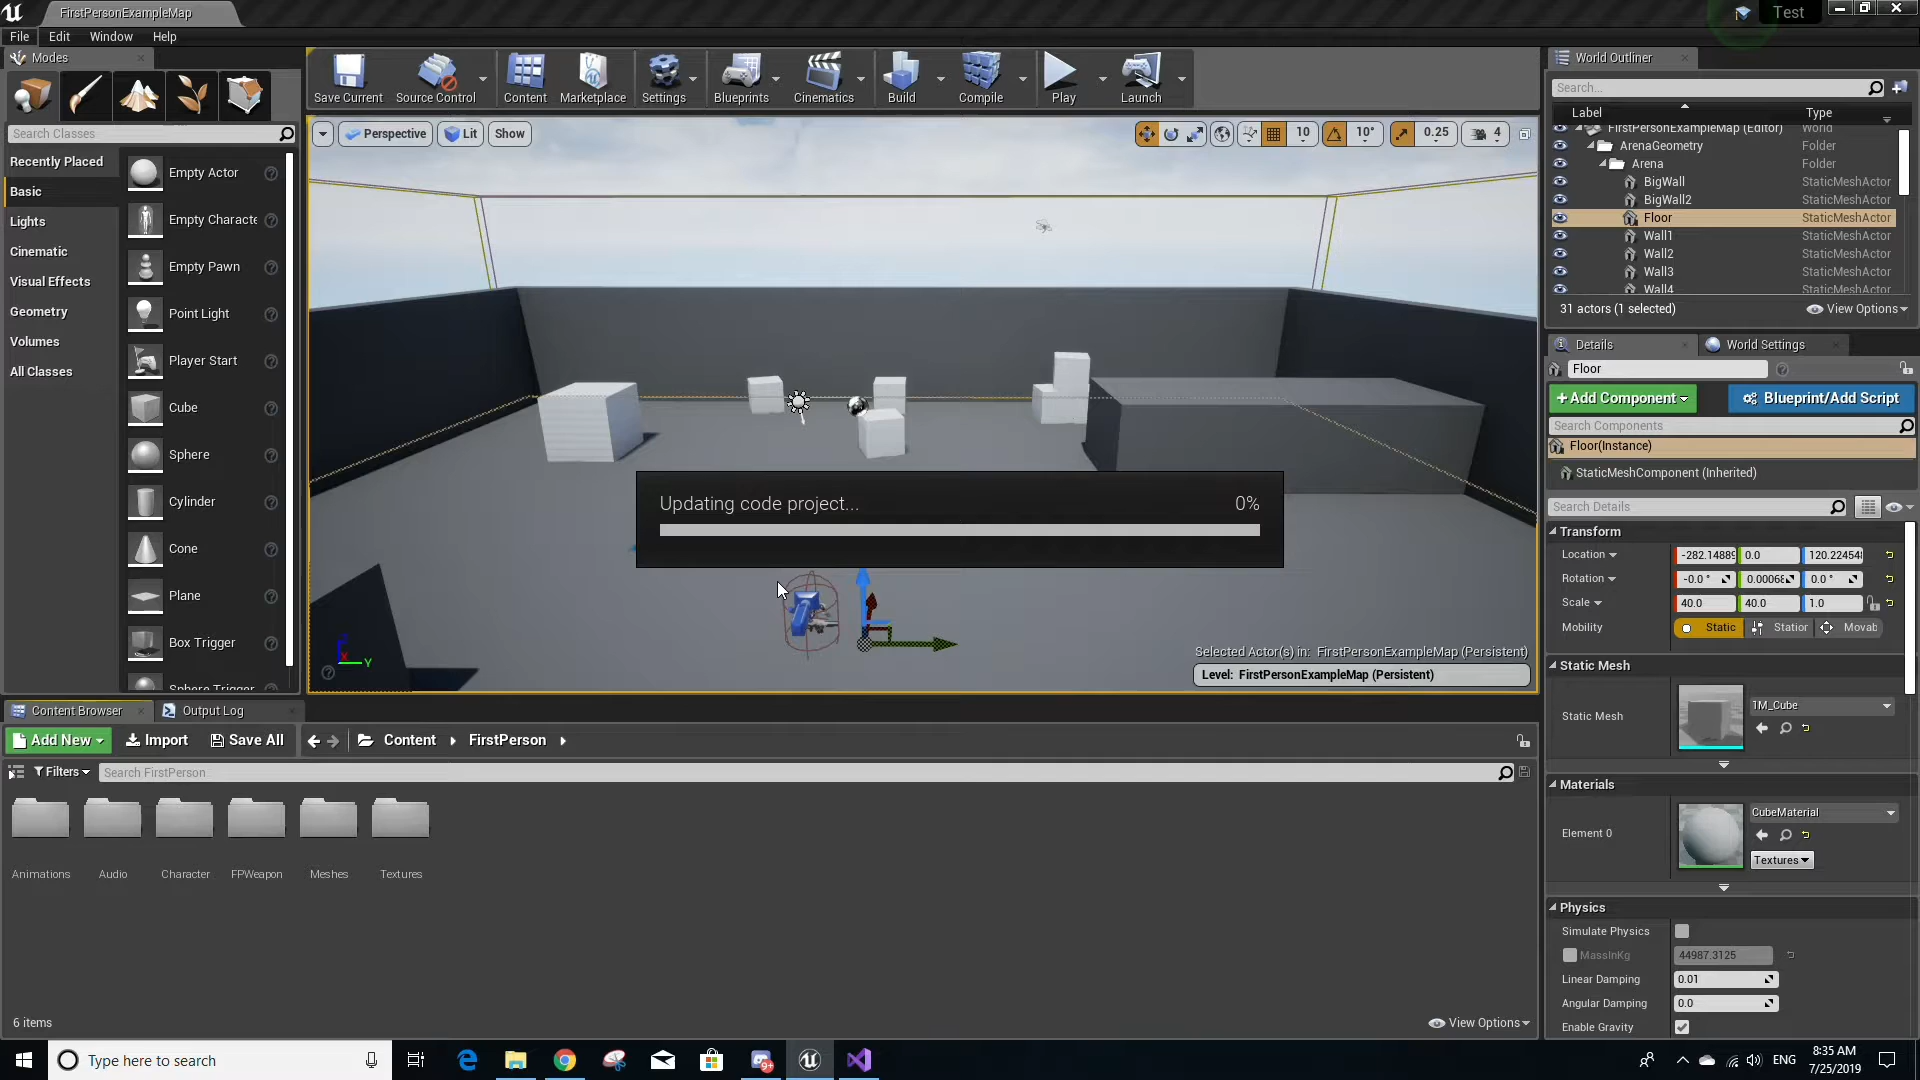 FirstPersonExampleMap
Test
File Edit Window Help
Modes
Search Classes
Recently Placed
Basic
Lights
Cinematic
Visual Effects
Geometry
Volumes
All Classes
Empty Actor
Empty Characte
Empty Pawn
Point Light
Player Start
Cube
Sphere
Cylinder
Cone
Plane
Box Trigger
Sphere Trigger
Save Current
Source Control
Content
Marketplace
Settings
Blueprints
Cinematics
Build
Compile
Play
Launch
Perspective
Lit
Show
10
10°
0.25
4
Updating code project...
0%
Y
Selected Actor(s) in: FirstPersonExampleMap (Persistent)
Level: FirstPersonExampleMap (Persistent)
World Outliner
Search...
Label Type
FirstPersonExampleMap (Editor) World
ArenaGeometry Folder
Arena Folder
BigWall StaticMeshActor
BigWall2 StaticMeshActor
Floor StaticMeshActor
Wall1 StaticMeshActor
Wall2 StaticMeshActor
Wall3 StaticMeshActor
Wall4 StaticMeshActor
31 actors (1 selected)
View Options
Details
World Settings
Floor
+Add Component
Blueprint/Add Script
Search Components
Floor(Instance)
StaticMeshComponent (Inherited)
Search Details
Transform
Location -282.14889 0.0 120.224548
Rotation -0.0 ° 0.00068 0.0 °
Scale 40.0 40.0 1.0
Mobility Static Station Movab
Static Mesh
Static Mesh
1M_Cube
Materials
Element 0
CubeMaterial
Textures
Physics
Simulate Physics
MassInKg 44987.3125
Linear Damping 0.01
Angular Damping 0.0
Enable Gravity
Content Browser
Output Log
Add New
Import
Save All
Content
FirstPerson
Filters
Search FirstPerson
Animations
Audio
Character
FPWeapon
Meshes
Textures
6 items
View Options
Type here to search
9+
ENG
8:35 AM
7/25/2019